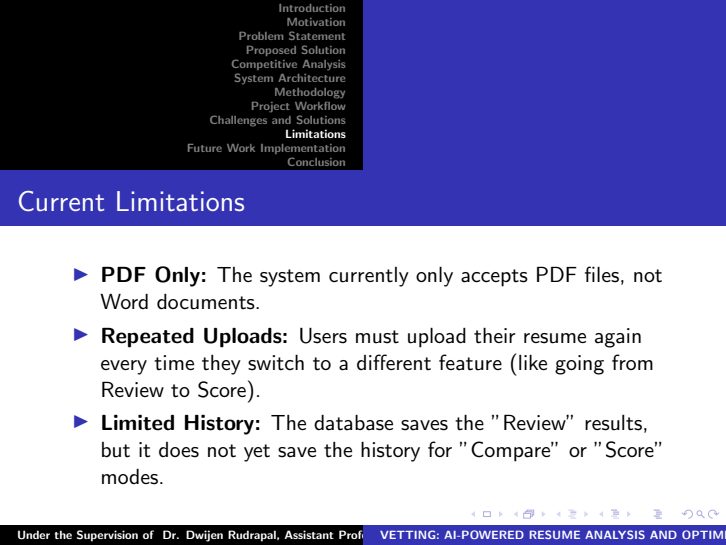 Introduction
Motivation
Problem Statement
Proposed Solution
Competitive Analysis
System Architecture
Methodology
Project Workflow
Challenges and Solutions
Limitations
Future Work Implementation
Conclusion
Current Limitations
PDF Only: The system currently only accepts PDF files, not
Word documents.
Repeated Uploads: Users must upload their resume again
every time they switch to a different feature (like going from
Review to Score).
Limited History: The database saves the ”Review” results,
but it does not yet save the history for ”Compare” or ”Score”
modes.
Under the Supervision of Dr. Dwijen Rudrapal, Assistant Prof VETTING: AI-POWERED RESUME ANALYSIS AND OPTIM